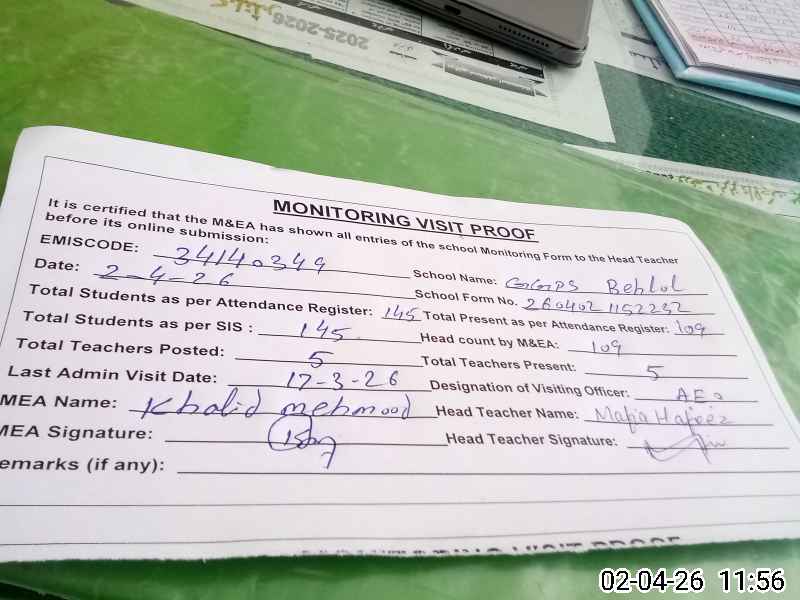 2025-2026
MONITORING VISIT PROOF
It is certified that the M&EA has shown all entries of the school Monitoring Form to the Head Teacher
before its online submission:
EMISCODE: 34140349 School Name: GGCMPS Behlol
Date: 2-4-26 School Form No. 260402 1152232
Total Students as per Attendance Register: 145 Total Present as per Attendance Register: 109
Total Students as per SIS : 145 Head count by M&EA: 109
Total Teachers Posted: 5 Total Teachers Present: 5
Last Admin Visit Date: 17-3-26 Designation of Visiting Officer: AEO
MEA Name: Khalid mehmood Head Teacher Name: Hafeez
MEA Signature: Head Teacher Signature:
emarks (if any):
VISIT PROOF
02-04-26 11:56